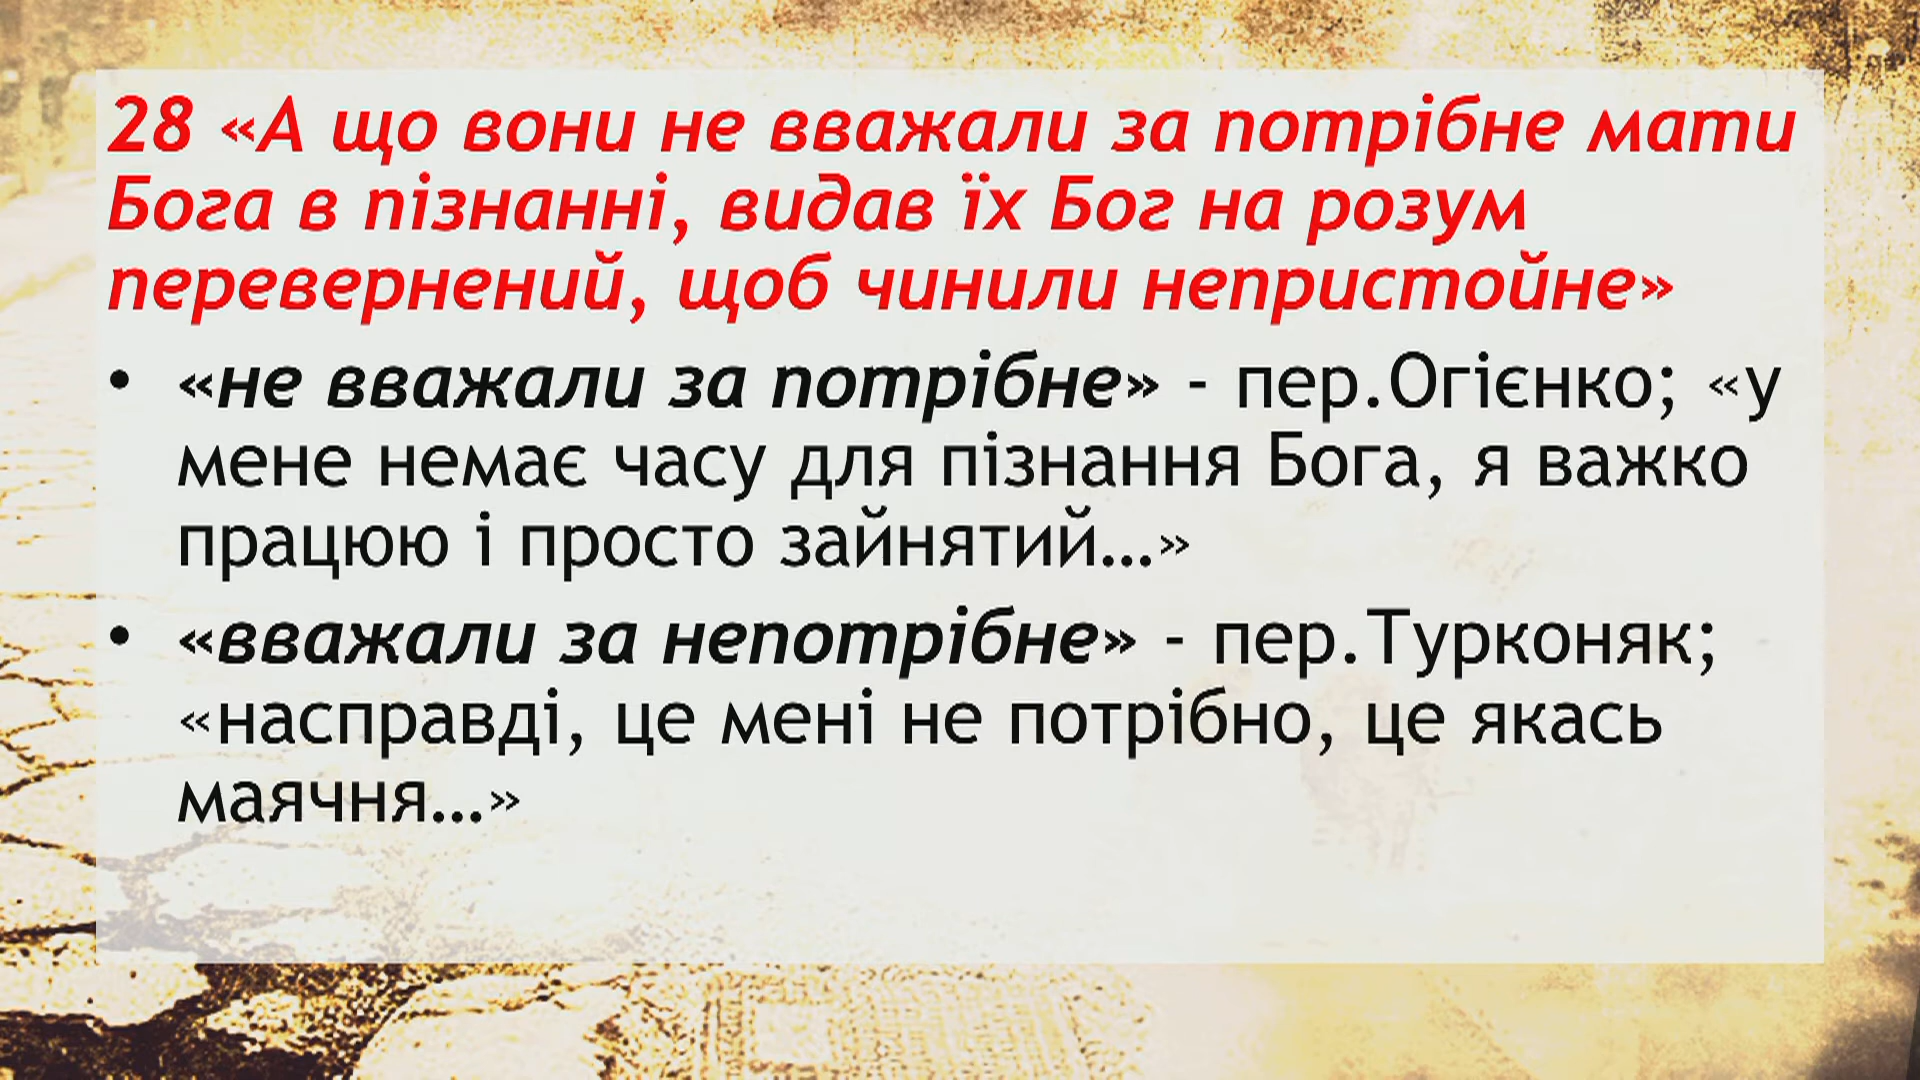 28 «А що вони не вважали за потрібне мати
Бога в пізнанні, видав їх Бог на розум
перевернений, щоб чинили непристойне»
• «не вважали за потрібне» - пер.Огієнко; «у
мене немає часу для пізнання Бога, я важко
працюю і просто зайнятий…»
• «вважали за непотрібне» - пер.Турконяк;
«насправді, це мені не потрібно, це якась
маячня…»